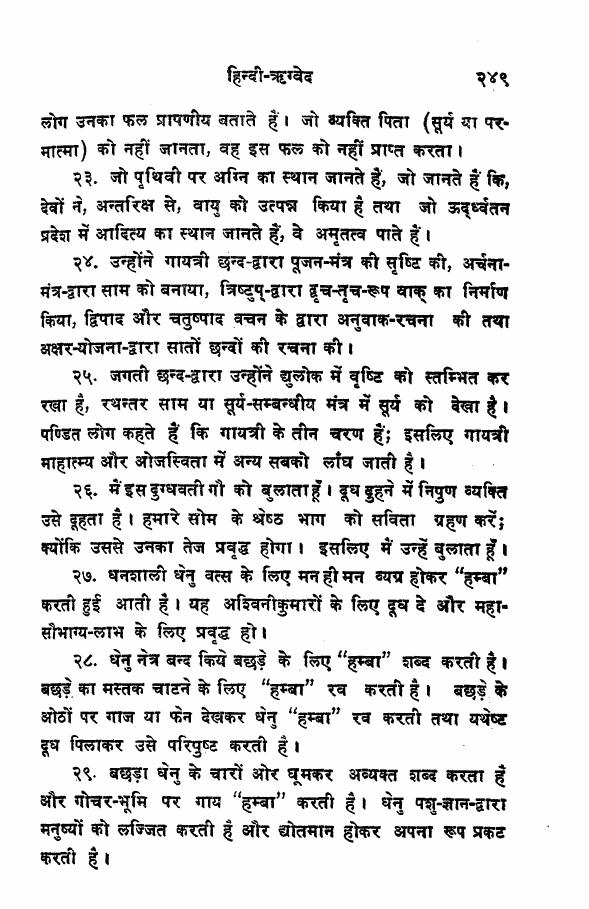 हिन्दी-ऋग्वेद २४९
लोग उनका फल प्रापणीय बताते हैं। जो व्यक्ति पिता (सूर्य या पर-
मात्मा) को नहीं जानता, वह इस फल को नहीं प्राप्त करता।
२३. जो पृथिवी पर अग्नि का स्थान जानते हैं, जो जानते हैं कि,
देवों ने, अन्तरिक्ष से, वायु को उत्पन्न किया है तथा जो ऊर्द्ध्वतन
प्रदेश में आदित्य का स्थान जानते हैं, वे अमृतत्व पाते हैं।
२४. उन्होंने गायत्री छन्द-द्वारा पूजन-मंत्र की सृष्टि की, अर्चना-
मंत्र-द्वारा साम को बनाया, त्रिष्टुप्-द्वारा द्वृच-तृच-रूप वाक् का निर्माण
किया, द्विपाद और चतुष्पाद वचन के द्वारा अनुवाक-रचना की तथा
अक्षर-योजना-द्वारा सातों छन्दों की रचना की।
२५. जगती छन्द-द्वारा उन्होंने द्युलोक में वृष्टि को स्तम्भित कर
रखा है, रथन्तर साम या सूर्य-सम्बन्धीय मंत्र में सूर्य को देखा है।
पण्डित लोग कहते हैं कि गायत्री के तीन चरण हैं; इसलिए गायत्री
माहात्म्य और ओजस्विता में अन्य सबको लाँघ जाती है।
२६. मैं इस दुग्धवती गौ को बुलाता हूँ। दूध दुहने में निपुण व्यक्ति
उसे दूहता है। हमारे सोम के श्रेष्ठ भाग को सविता ग्रहण करें;
क्योंकि उससे उनका तेज प्रवृद्ध होगा। इसलिए मैं उन्हें बुलाता हूँ।
२७. धनशाली धेनु वत्स के लिए मन ही मन व्यग्र होकर “हम्बा”
करती हुई आती है। यह अश्विनीकुमारों के लिए दूध दे और महा-
सौभाग्य-लाभ के लिए प्रवृद्ध हो।
२८. धेनु नेत्र बन्द किये बछड़े के लिए “हम्बा” शब्द करती है।
बछड़े का मस्तक चाटने के लिए “हम्बा” रव करती है। बछड़े के
ओठों पर गाज या फेन देखकर धेनु “हम्बा” रव करती तथा यथेष्ट
दूध पिलाकर उसे परिपुष्ट करती है।
२९. बछड़ा धेनु के चारों ओर घूमकर अव्यक्त शब्द करता है
और गोचर-भूमि पर गाय “हम्बा” करती है। धेनु पशु-ज्ञान-द्वारा
मनुष्यों को लज्जित करती है और द्योतमान होकर अपना रूप प्रकट
करती है।